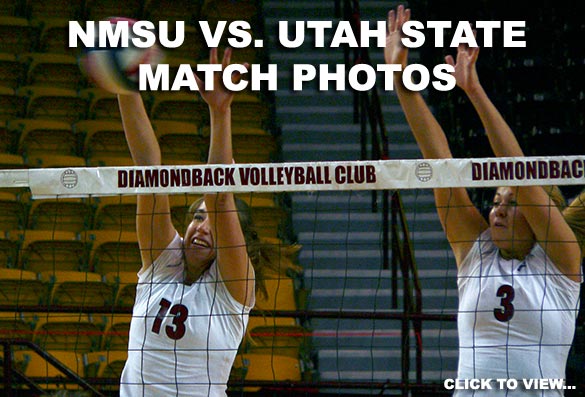 NMSU VS. UTAH STATE
MATCH PHOTOS
DIAMONDBACK VOLLEYBALL CLUB
DIAMONDBACK
13
3
CLICK TO VIEW...